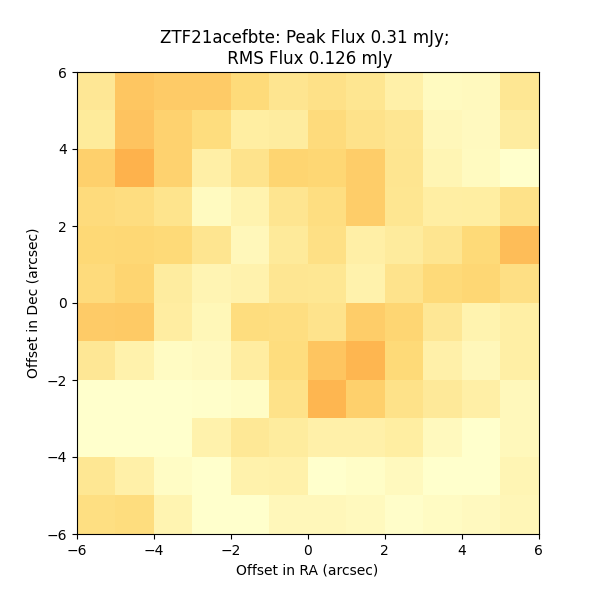 ZTF21acefbte: Peak Flux 0.31 mJy;
RMS Flux 0.126 mJy
6
4
2
0
−2
−4
−6
Offset in Dec (arcsec)
−6 −4 −2 0 2 4 6
Offset in RA (arcsec)